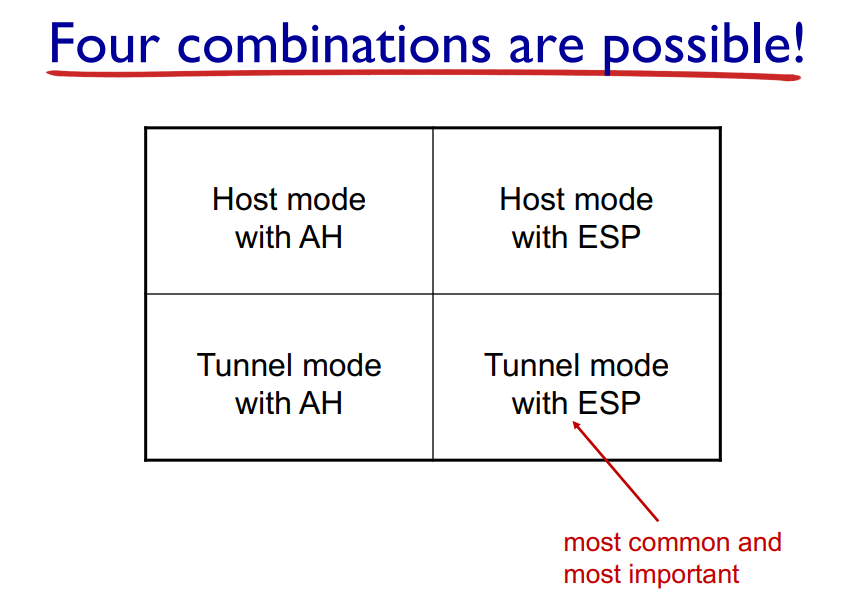 Four combinations are possible!
Host mode
with AH
Host mode
with ESP
Tunnel mode
with AH
Tunnel mode
with ESP
most common and
most important